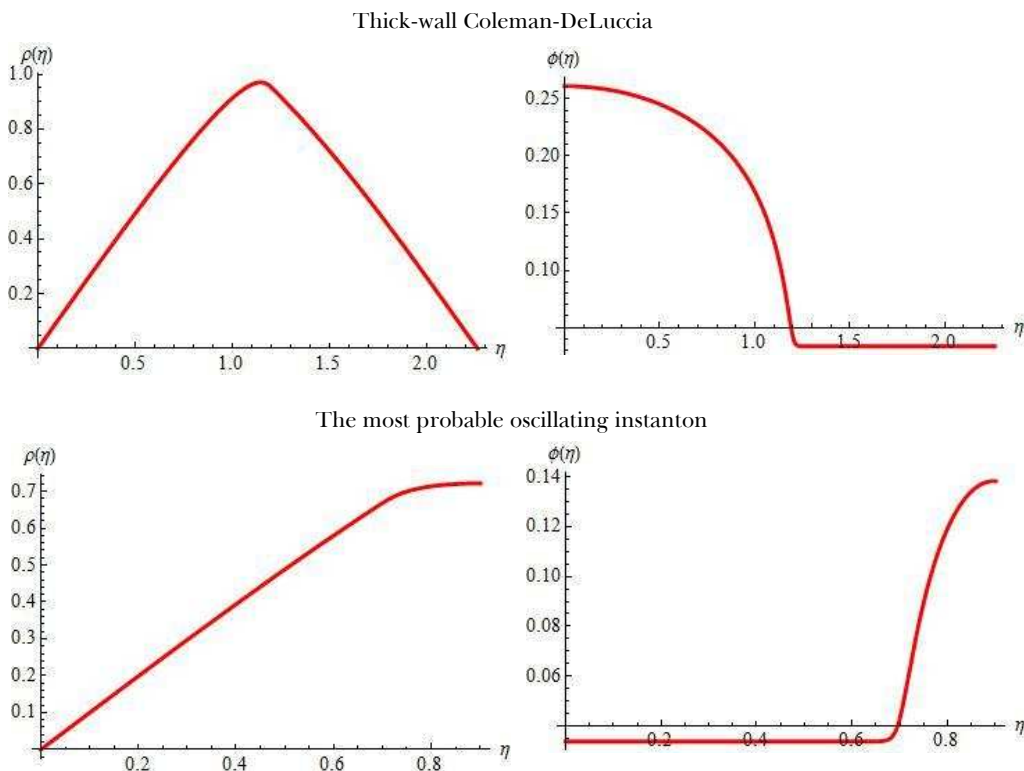 Thick-wall Coleman-DeLuccia
ρ(η)
1.0
0.8
0.6
0.4
0.2
0.5 1.0 1.5 2.0 η
ϕ(η)
0.25
0.20
0.15
0.10
0.5 1.0 1.5 2.0 η
The most probable oscillating instanton
ρ(η)
0.7
0.6
0.5
0.4
0.3
0.2
0.1
0.2 0.4 0.6 0.8 η
ϕ(η)
0.14
0.12
0.10
0.08
0.06
0.2 0.4 0.6 0.8 η